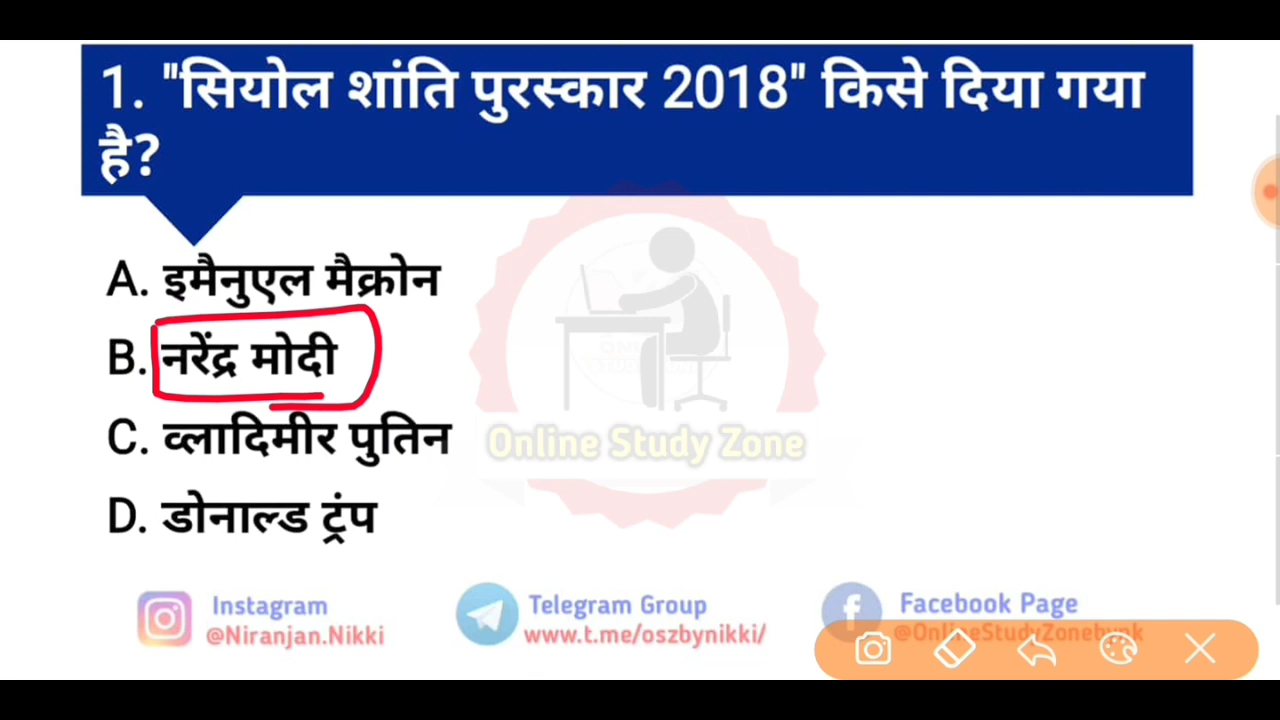 1. "सियोल शांति पुरस्कार 2018" किसे दिया गया
है?
A. इमैनुएल मैक्रोन
B. नरेंद्र मोदी
C. व्लादिमीर पुतिन
D. डोनाल्ड ट्रंप
Online Study Zone
Instagram
@Niranjan.Nikki
Telegram Group
www.t.me/oszbynikki/
Facebook Page
@OnlineStudyZonebynk